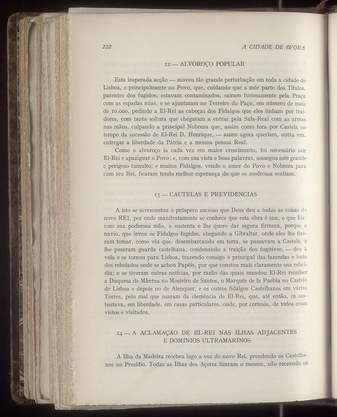 222 A CIDADE DE ÉVORA
12 — ALVOROÇO POPULAR
Esta inesperada acção — moveu tão grande perturbação em toda a cidade de
Lisboa, e principalmente no Povo, que, cuidando que a mór parte dos Títulos,
parentes dos fugidos, estavam contaminados, saíram furiosamente pela Praça
com as espadas núas, e se ajuntaram no Terreiro do Paço, em número de mais
de 10.000, pedindo a El-Rei as cabeças dos Fidalgos que eles tinham por trai-
dores, com tanta soltura que chegaram a entrar pela Sala-Real com as armas
nas mãos, culpando a principal Nobreza que, assim como fora por Castela no
tempo da sucessão de El-Rei D. Henrique, — assim agora queriam, outra vez,
entregar a liberdade da Pátria e a mesma pessoa Real.
Como o alvoroço ia cada vez em maior crescimento, foi necessário sair
El-Rei e apaziguar o Povo: e, com sua vista e boas palavras, sossegou este grande
e perigoso tumulto; e muitos Fidalgos, vendo o amor do Povo e Nobreza para
com seu Rei, ficaram tendo melhor esperança do que os medrosos sentiam.
13 — CAUTELAS E PREVIDÊNCIAS
A isto se acrescentou o próspero sucesso que Deus deu a todas as coisas do
novo REI, por onde manifestamente se conhece que esta obra é sua, e que Ele,
com sua poderosa mão, a sustenta e lhe quere dar segura firmeza, porque o
navio, que levou os Fidalgos fugidos, chegando a Gibraltar, onde eles lhe fize-
ram tomar, como viu que, desembarcando em terra, se passavam a Castela, e
lhe puseram guarda castelhana, condenando a traição dos fugitivos, — deu à
vela e se tornou para Lisboa, trazendo consigo o principal das fazendas e
dos rebelados onde se achou Papéis, por que constou mais claramente sua rebel-
dia; e se tiveram outras notícias, por razão das quais mandou El-Rei recolher
a Duquesa de Mântua no Mosteiro de Santos, o Marquês de la Puebla no Castelo
de Lisboa e depois no de Alenquer, e os outros fidalgos Castelhanos em várias
Torres, pelo mal que usaram da clemência de El-Rei, que, até então, os sus-
tentava, em liberdade, em casas particulares, onde, por cortesia, de todos eram
vistos e visitados.
14 — A ACLAMAÇÃO DE EL-REI NAS ILHAS ADJACENTES
E DOMÍNIOS ULTRAMARINOS
A Ilha da Madeira recebeu logo a voz do novo Rei, prendendo os Castelha-
nos no Presídio. Todas as Ilhas dos Açores fizeram o mesmo, não recusando os